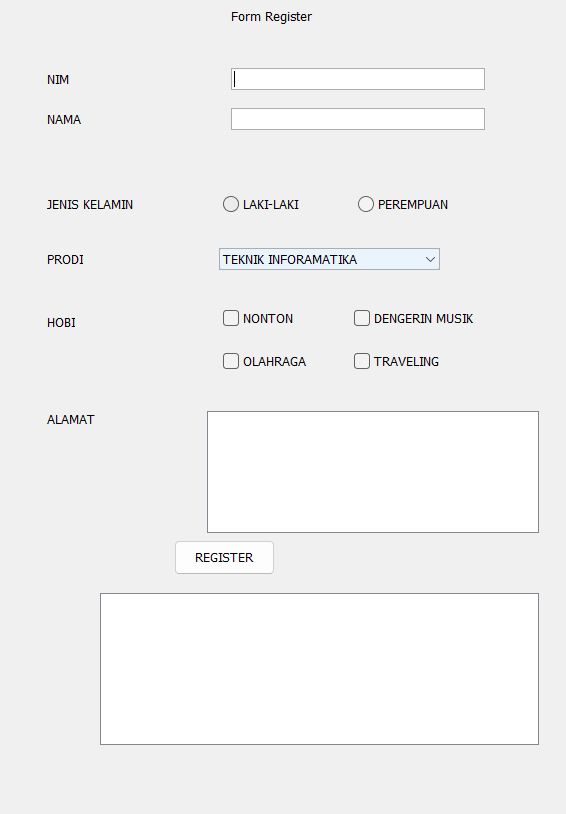 Form Register
NIM
NAMA
JENIS KELAMIN LAKI-LAKI PEREMPUAN
PRODI TEKNIK INFORAMATIKA
HOBI NONTON DENGERIN MUSIK
OLAHRAGA TRAVELING
ALAMAT
REGISTER